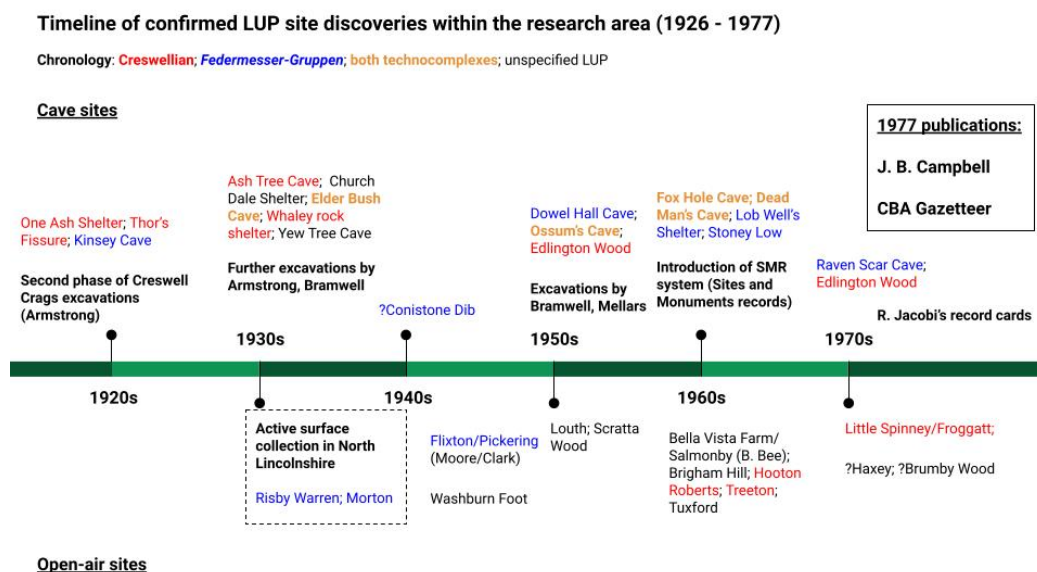 Timeline of confirmed LUP site discoveries within the research area (1926 - 1977)
Chronology: Creswellian; Federmesser-Gruppen; both technocomplexes; unspecified LUP
Cave sites
1977 publications:
J. B. Campbell
CBA Gazetteer
One Ash Shelter; Thor's
Fissure; Kinsey Cave
Second phase of Creswell
Crags excavations
(Armstrong)
Ash Tree Cave; Church
Dale Shelter; Elder Bush
Cave; Whaley rock
shelter; Yew Tree Cave
Further excavations by
Armstrong, Bramwell
?Conistone Dib
Dowel Hall Cave;
Ossum's Cave;
Edlington Wood
Excavations by
Bramwell, Mellars
Fox Hole Cave; Dead
Man's Cave; Lob Well's
Shelter; Stoney Low
Introduction of SMR
system (Sites and
Monuments records)
Raven Scar Cave;
Edlington Wood
R. Jacobi's record cards
1930s
1950s
1970s
1920s
1940s
1960s
Active surface
collection in North
Lincolnshire
Risby Warren; Morton
Flixton/Pickering
(Moore/Clark)
Washburn Foot
Louth; Scratta
Wood
Bella Vista Farm/
Salmonby (B. Bee);
Brigham Hill; Hooton
Roberts; Treeton;
Tuxford
Little Spinney/Froggatt;
?Haxey; ?Brumby Wood
Open-air sites